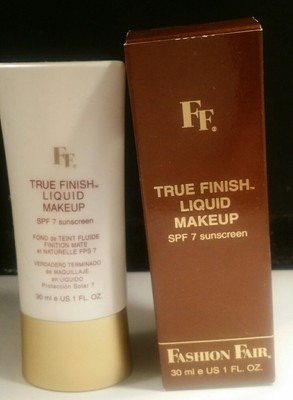 FF.
TRUE FINISH™
LIQUID
MAKEUP
SPF 7 sunscreen
FOND de TEINT FLUIDE
FINITION MATE
et NATURELLE FPS 7
VERDADERO TERMINADO
de MAQUILLAJE
en LIQUIDO
Protección Solar 7
30 ml e US 1 FL. OZ.
FF.
TRUE FINISH™
LIQUID
MAKEUP
SPF 7 sunscreen
FASHION FAIR®
30 ml e US 1 FL. OZ.